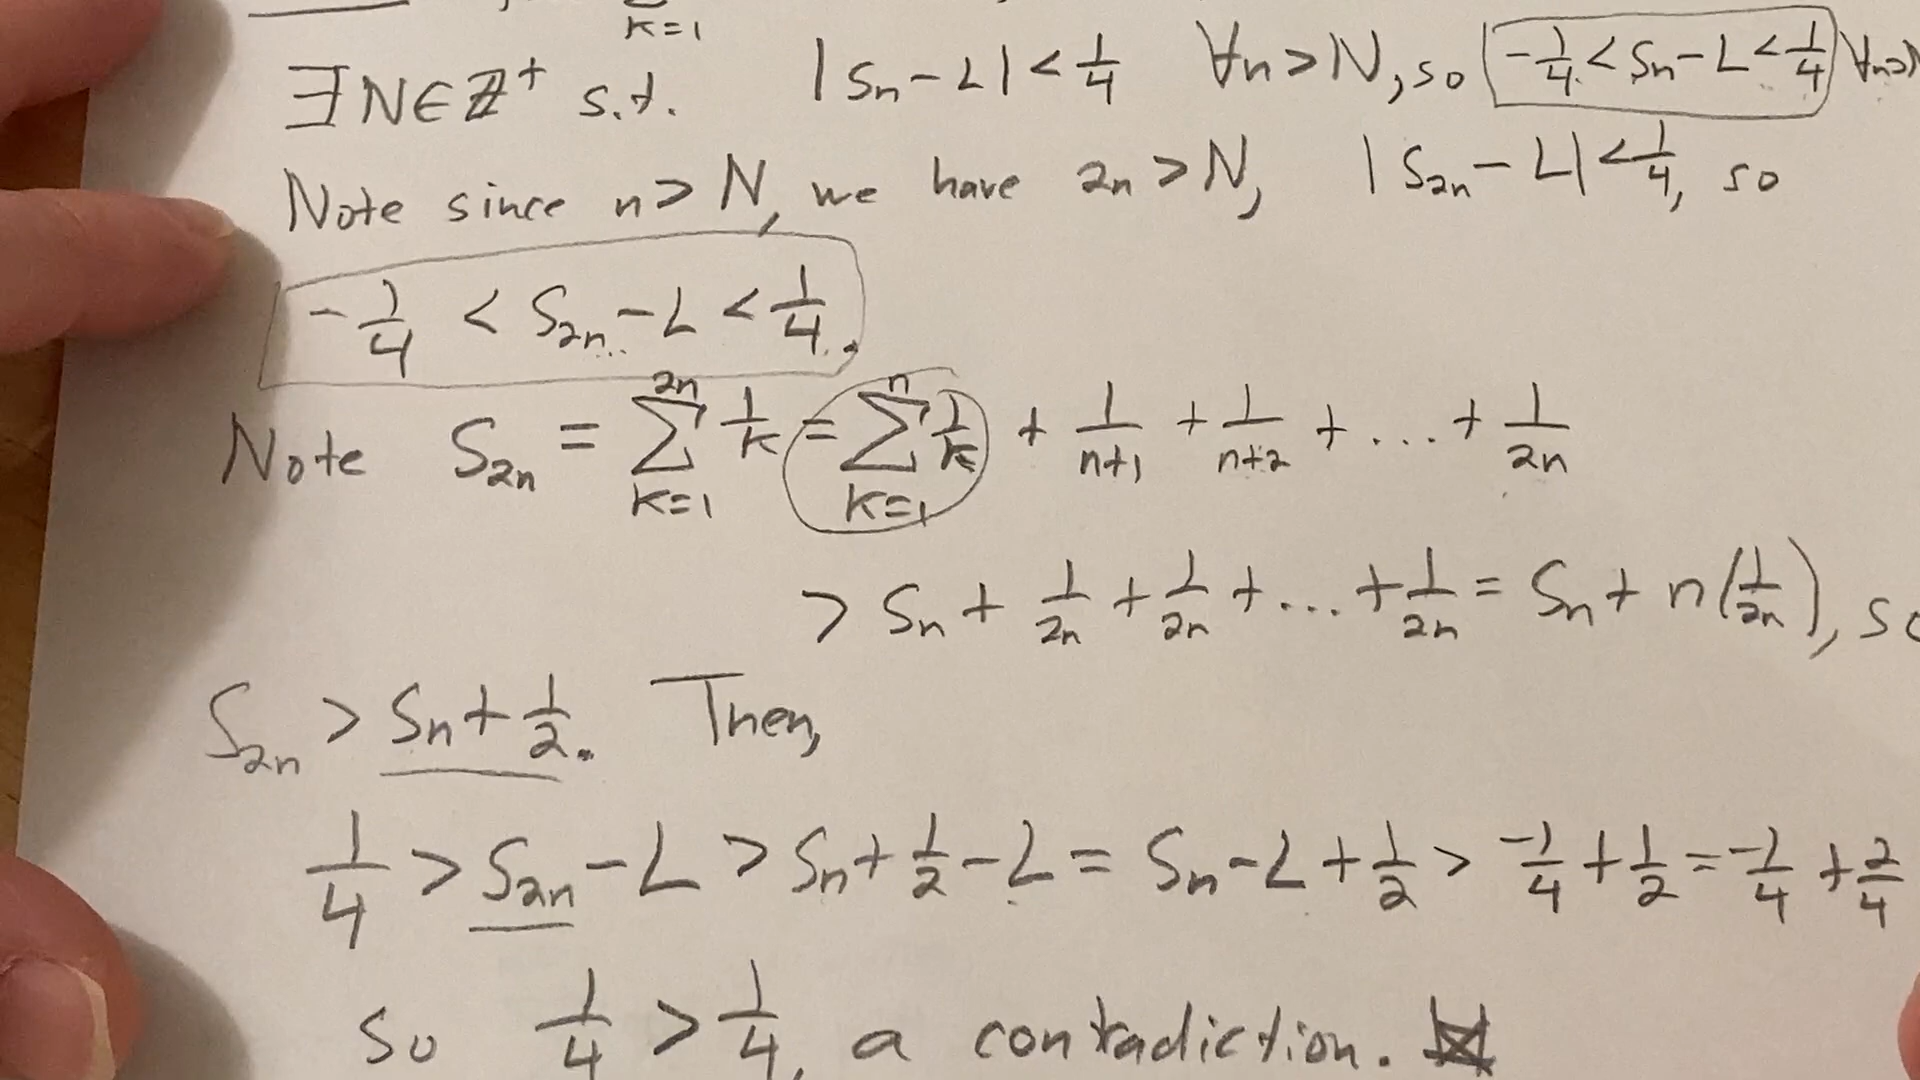 k=1
∃N∈ℤ⁺ s.t. |Sₙ-L|<1/4 ∀n>N, so -1/4<Sₙ-L<1/4 ∀n>N
Note since n>N, we have 2n>N, |S₂ₙ-L|<1/4, so
-1/4 < S₂ₙ-L < 1/4.
Note S₂ₙ = ∑_{k=1}^{2n} 1/k = ∑_{k=1}^{n} 1/k + 1/(n+1) + 1/(n+2) + ... + 1/2n
> Sₙ + 1/2n + 1/2n + ... + 1/2n = Sₙ + n(1/2n), so
S₂ₙ > Sₙ + 1/2. Then,
1/4 > S₂ₙ - L > Sₙ + 1/2 - L = Sₙ - L + 1/2 > -1/4 + 1/2 = -1/4 + 2/4
so 1/4 > 1/4, a contradiction.